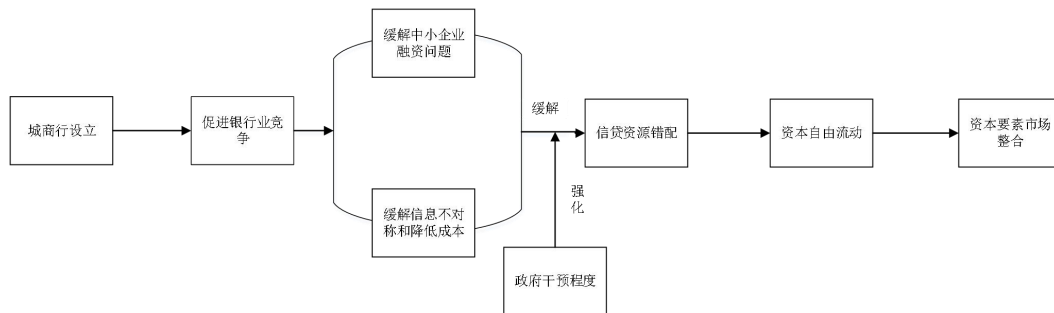 缓解中小企业
融资问题
城商行设立
促进银行业竞
争
缓解
信贷资源错配
资本自由流动
资本要素市场
整合
缓解信息不对
称和降低成本
强
化
政府干预程度